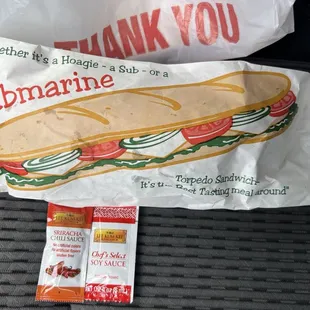 THANK YOU
ether it's a Hoagie - a Sub - or a
bmarine
Torpedo Sandwich
It's u
Best Tasting meal around"
SRIRACHA
CHILI SAUCE
Chef's Select
SOY SAUCE